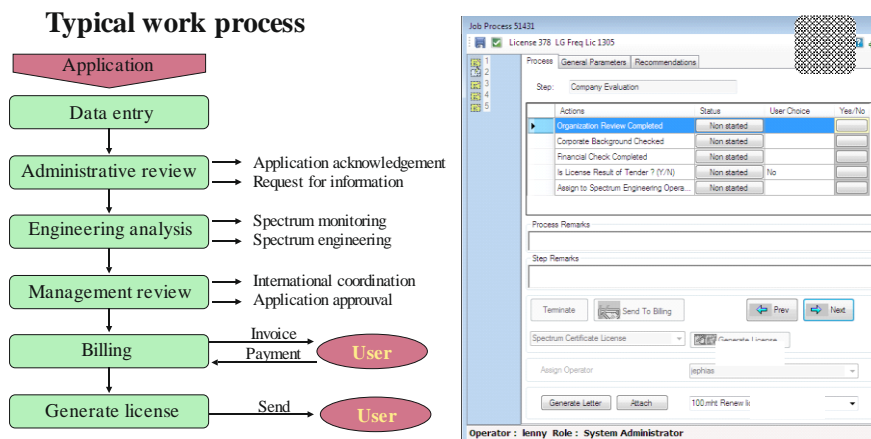 Typical work process
Application
Data entry
Administrative review
Application acknowledgement
Request for information
Engineering analysis
Spectrum monitoring
Spectrum engineering
Management review
International coordination
Application approuval
Billing
Invoice
Payment
User
Generate license
Send
User
Job Process 51431
License 378 LG Freq Lic 1305
1
2
3
4
5
Process General Parameters Recommendations
Step: Company Evaluation
Actions Status User Choice Yes/No
Organization Review Completed Non started
Corporate Background Checked Non started
Financial Check Completed Non started
Is License Result of Tender ? (Y/N) Non started No
Assign to Spectrum Engineering Opera... Non started
Process Remarks
Step Remarks
Terminate Send To Billing Prev Next
Spectrum Certificate License Generate License
Assign Operator jephias
Generate Letter Attach 100.mht Renew
Operator : lenny Role : System Administrator